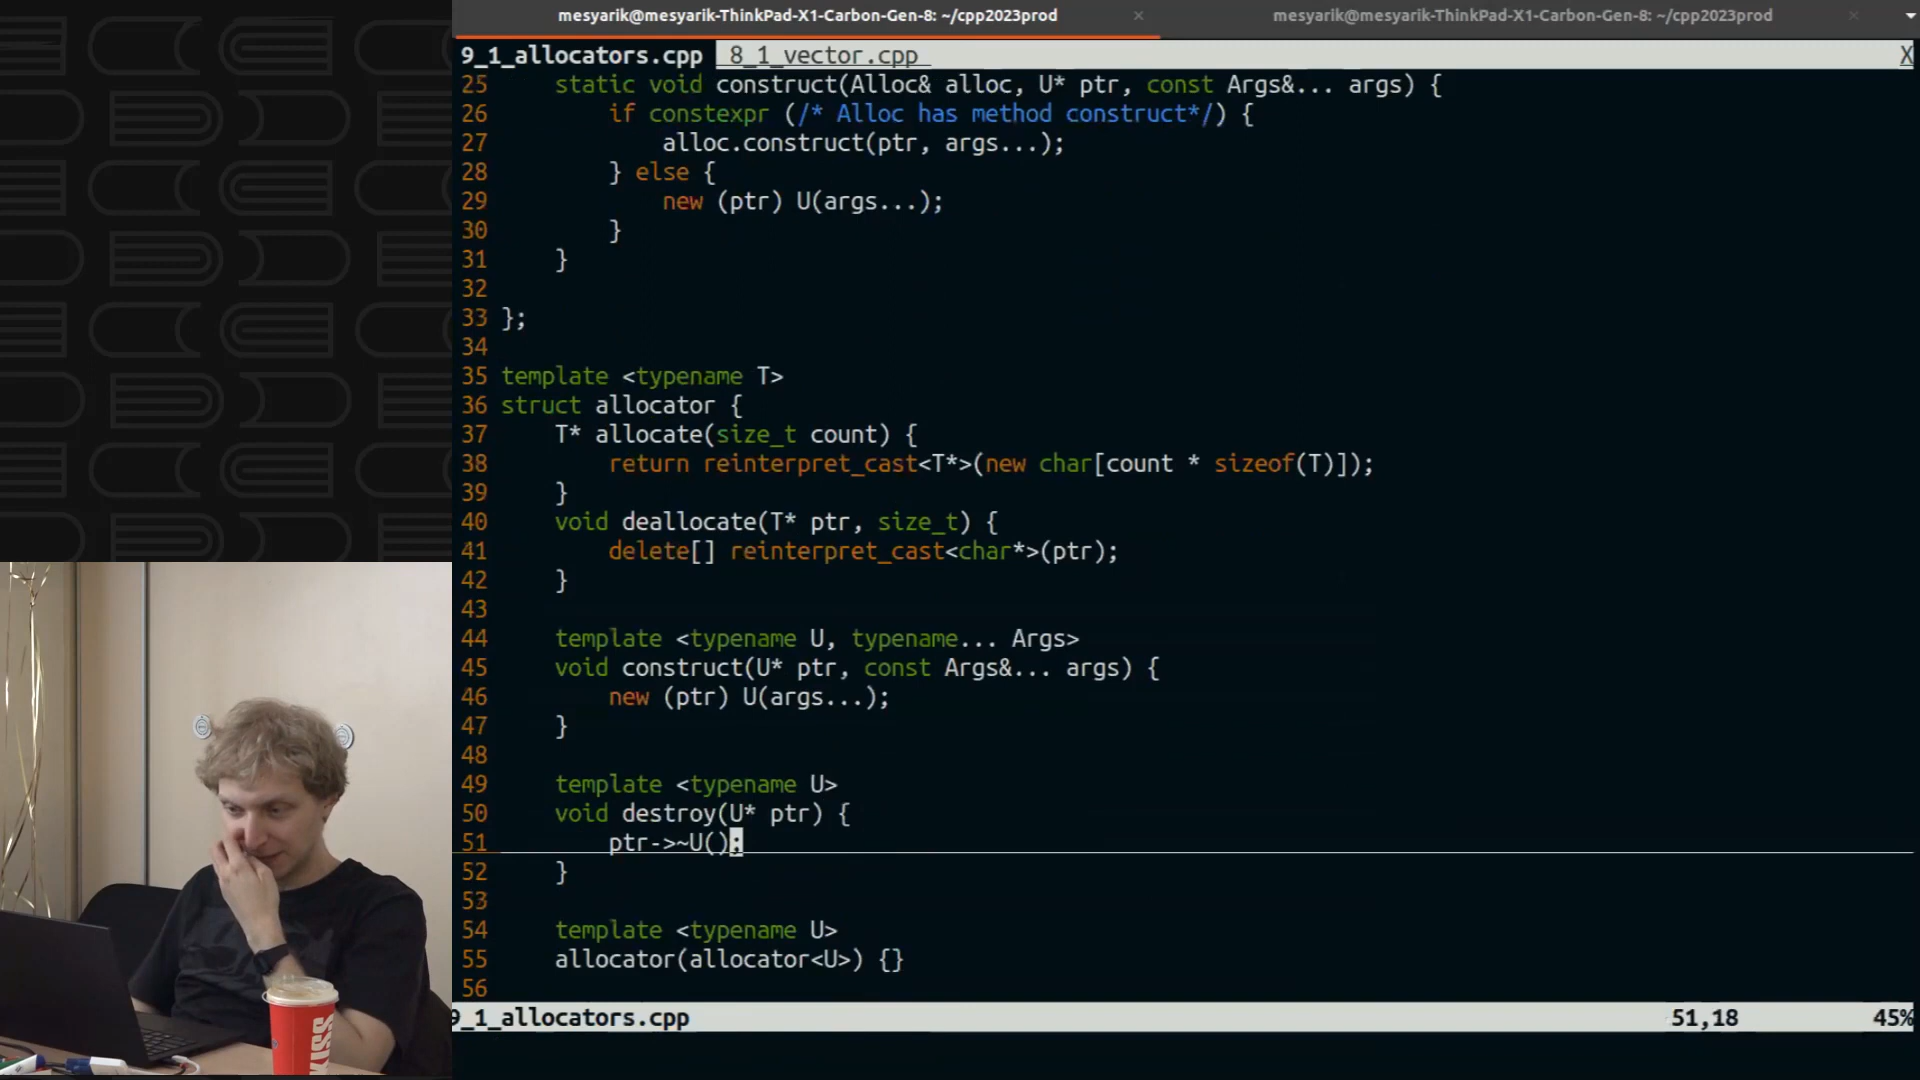 mesyarik@mesyarik-ThinkPad-X1-Carbon-Gen-8: ~/cpp2023prod × mesyarik@mesyarik-ThinkPad-X1-Carbon-Gen-8: ~/cpp2023prod ×
9_1_allocators.cpp 8_1_vector.cpp X
25     static void construct(Alloc& alloc, U* ptr, const Args&... args) {
26         if constexpr (/* Alloc has method construct*/) {
27             alloc.construct(ptr, args...);
28         } else {
29             new (ptr) U(args...);
30         }
31     }
32
33 };
34
35 template <typename T>
36 struct allocator {
37     T* allocate(size_t count) {
38         return reinterpret_cast<T*>(new char[count * sizeof(T)]);
39     }
40     void deallocate(T* ptr, size_t) {
41         delete[] reinterpret_cast<char*>(ptr);
42     }
43
44     template <typename U, typename... Args>
45     void construct(U* ptr, const Args&... args) {
46         new (ptr) U(args...);
47     }
48
49     template <typename U>
50     void destroy(U* ptr) {
51         ptr->~U();
52     }
53
54     template <typename U>
55     allocator(allocator<U>) {}
56
9_1_allocators.cpp 51,18 45%